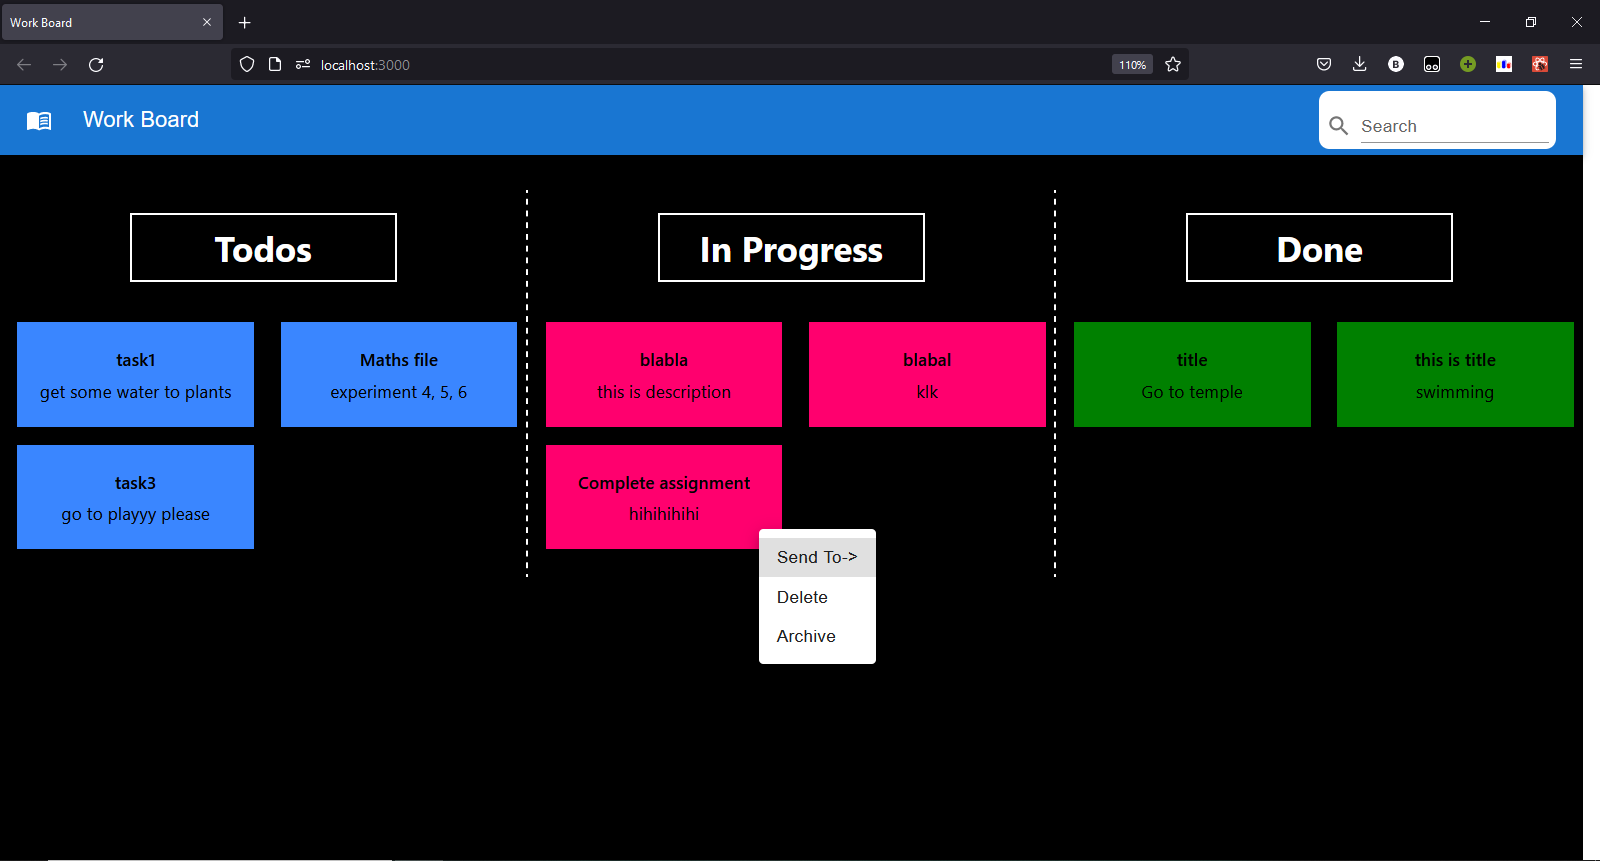 Work Board
localhost:3000
110%
B
Work Board
Search
Todos
In Progress
Done
task1
get some water to plants
Maths file
experiment 4, 5, 6
task3
go to playyy please
blabla
this is description
blabal
klk
Complete assignment
hihihihihi
title
Go to temple
this is title
swimming
Send To->
Delete
Archive